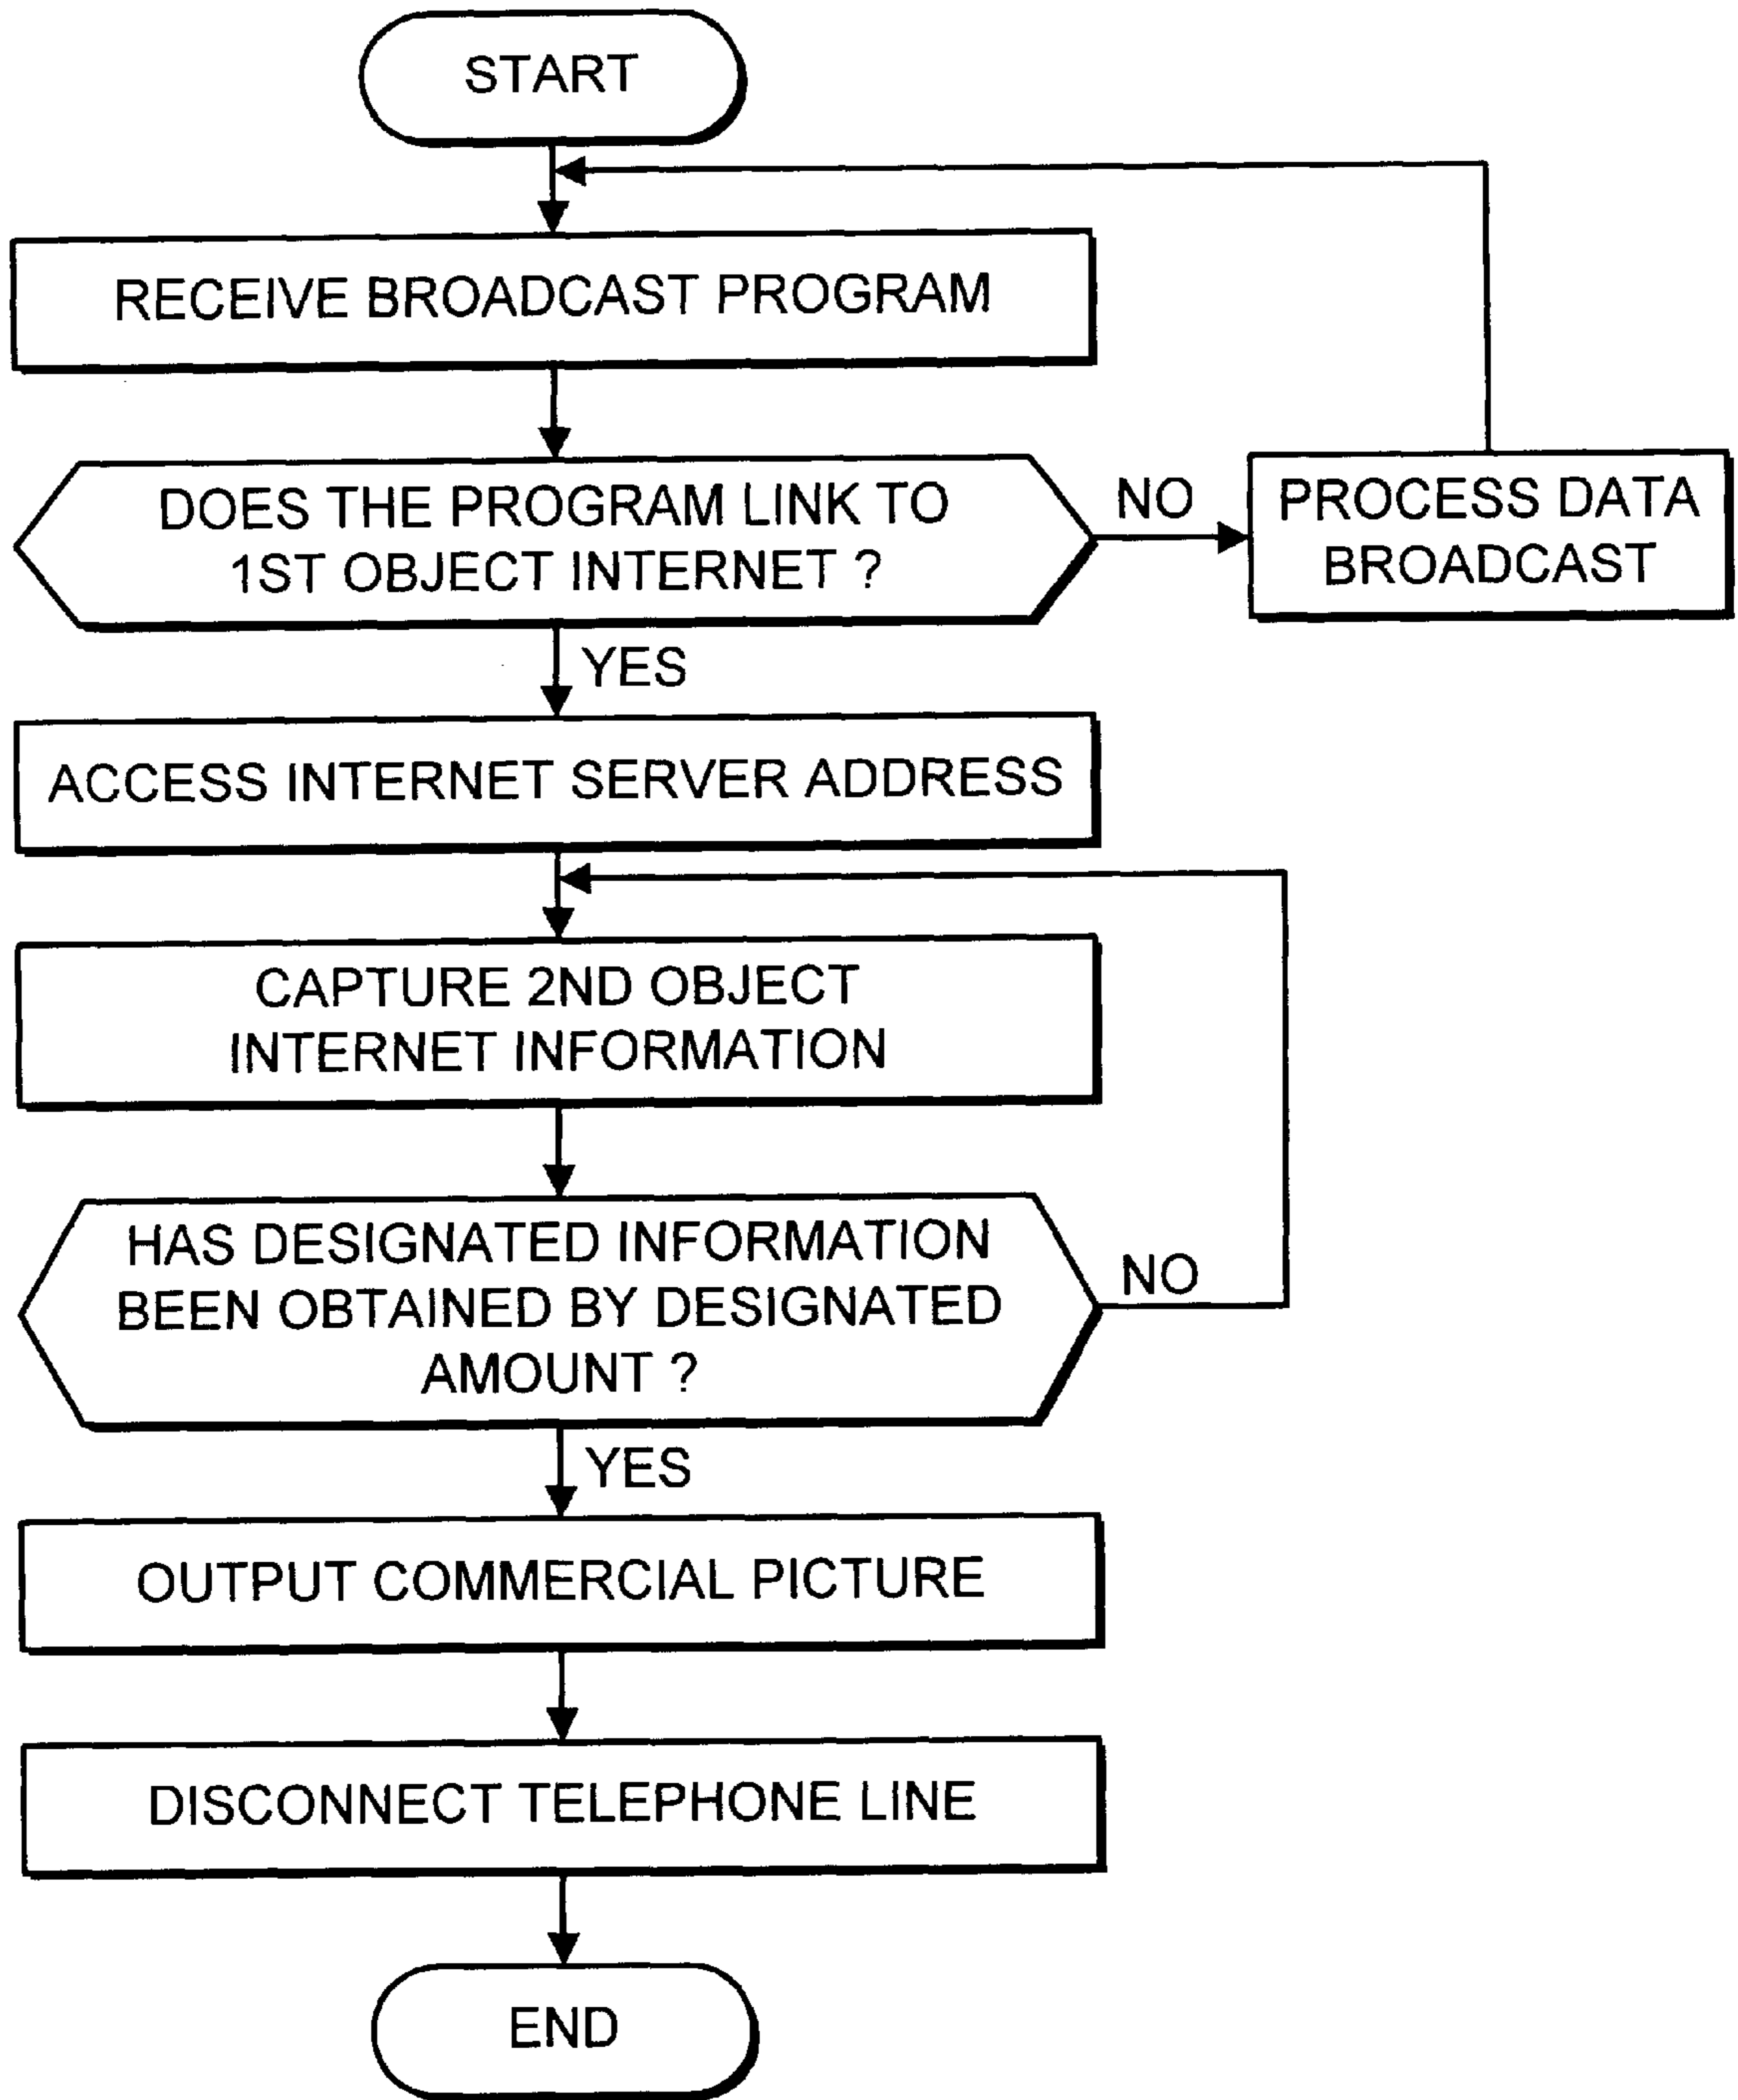 START
RECEIVE BROADCAST PROGRAM
DOES THE PROGRAM LINK TO
1ST OBJECT INTERNET ?
NO
PROCESS DATA
BROADCAST
YES
ACCESS INTERNET SERVER ADDRESS
CAPTURE 2ND OBJECT
INTERNET INFORMATION
HAS DESIGNATED INFORMATION
BEEN OBTAINED BY DESIGNATED
AMOUNT ?
NO
YES
OUTPUT COMMERCIAL PICTURE
DISCONNECT TELEPHONE LINE
END